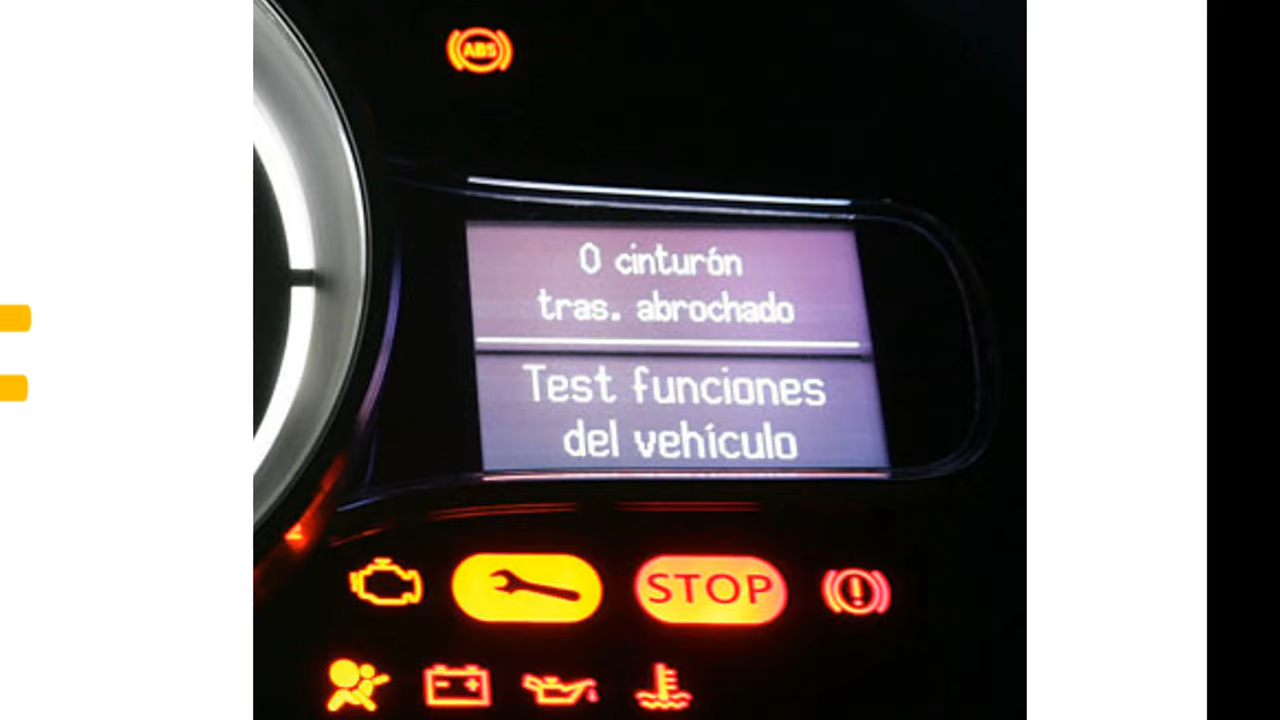 ABS
0 cinturón
tras. abrochado
Test funciones
del vehículo
STOP